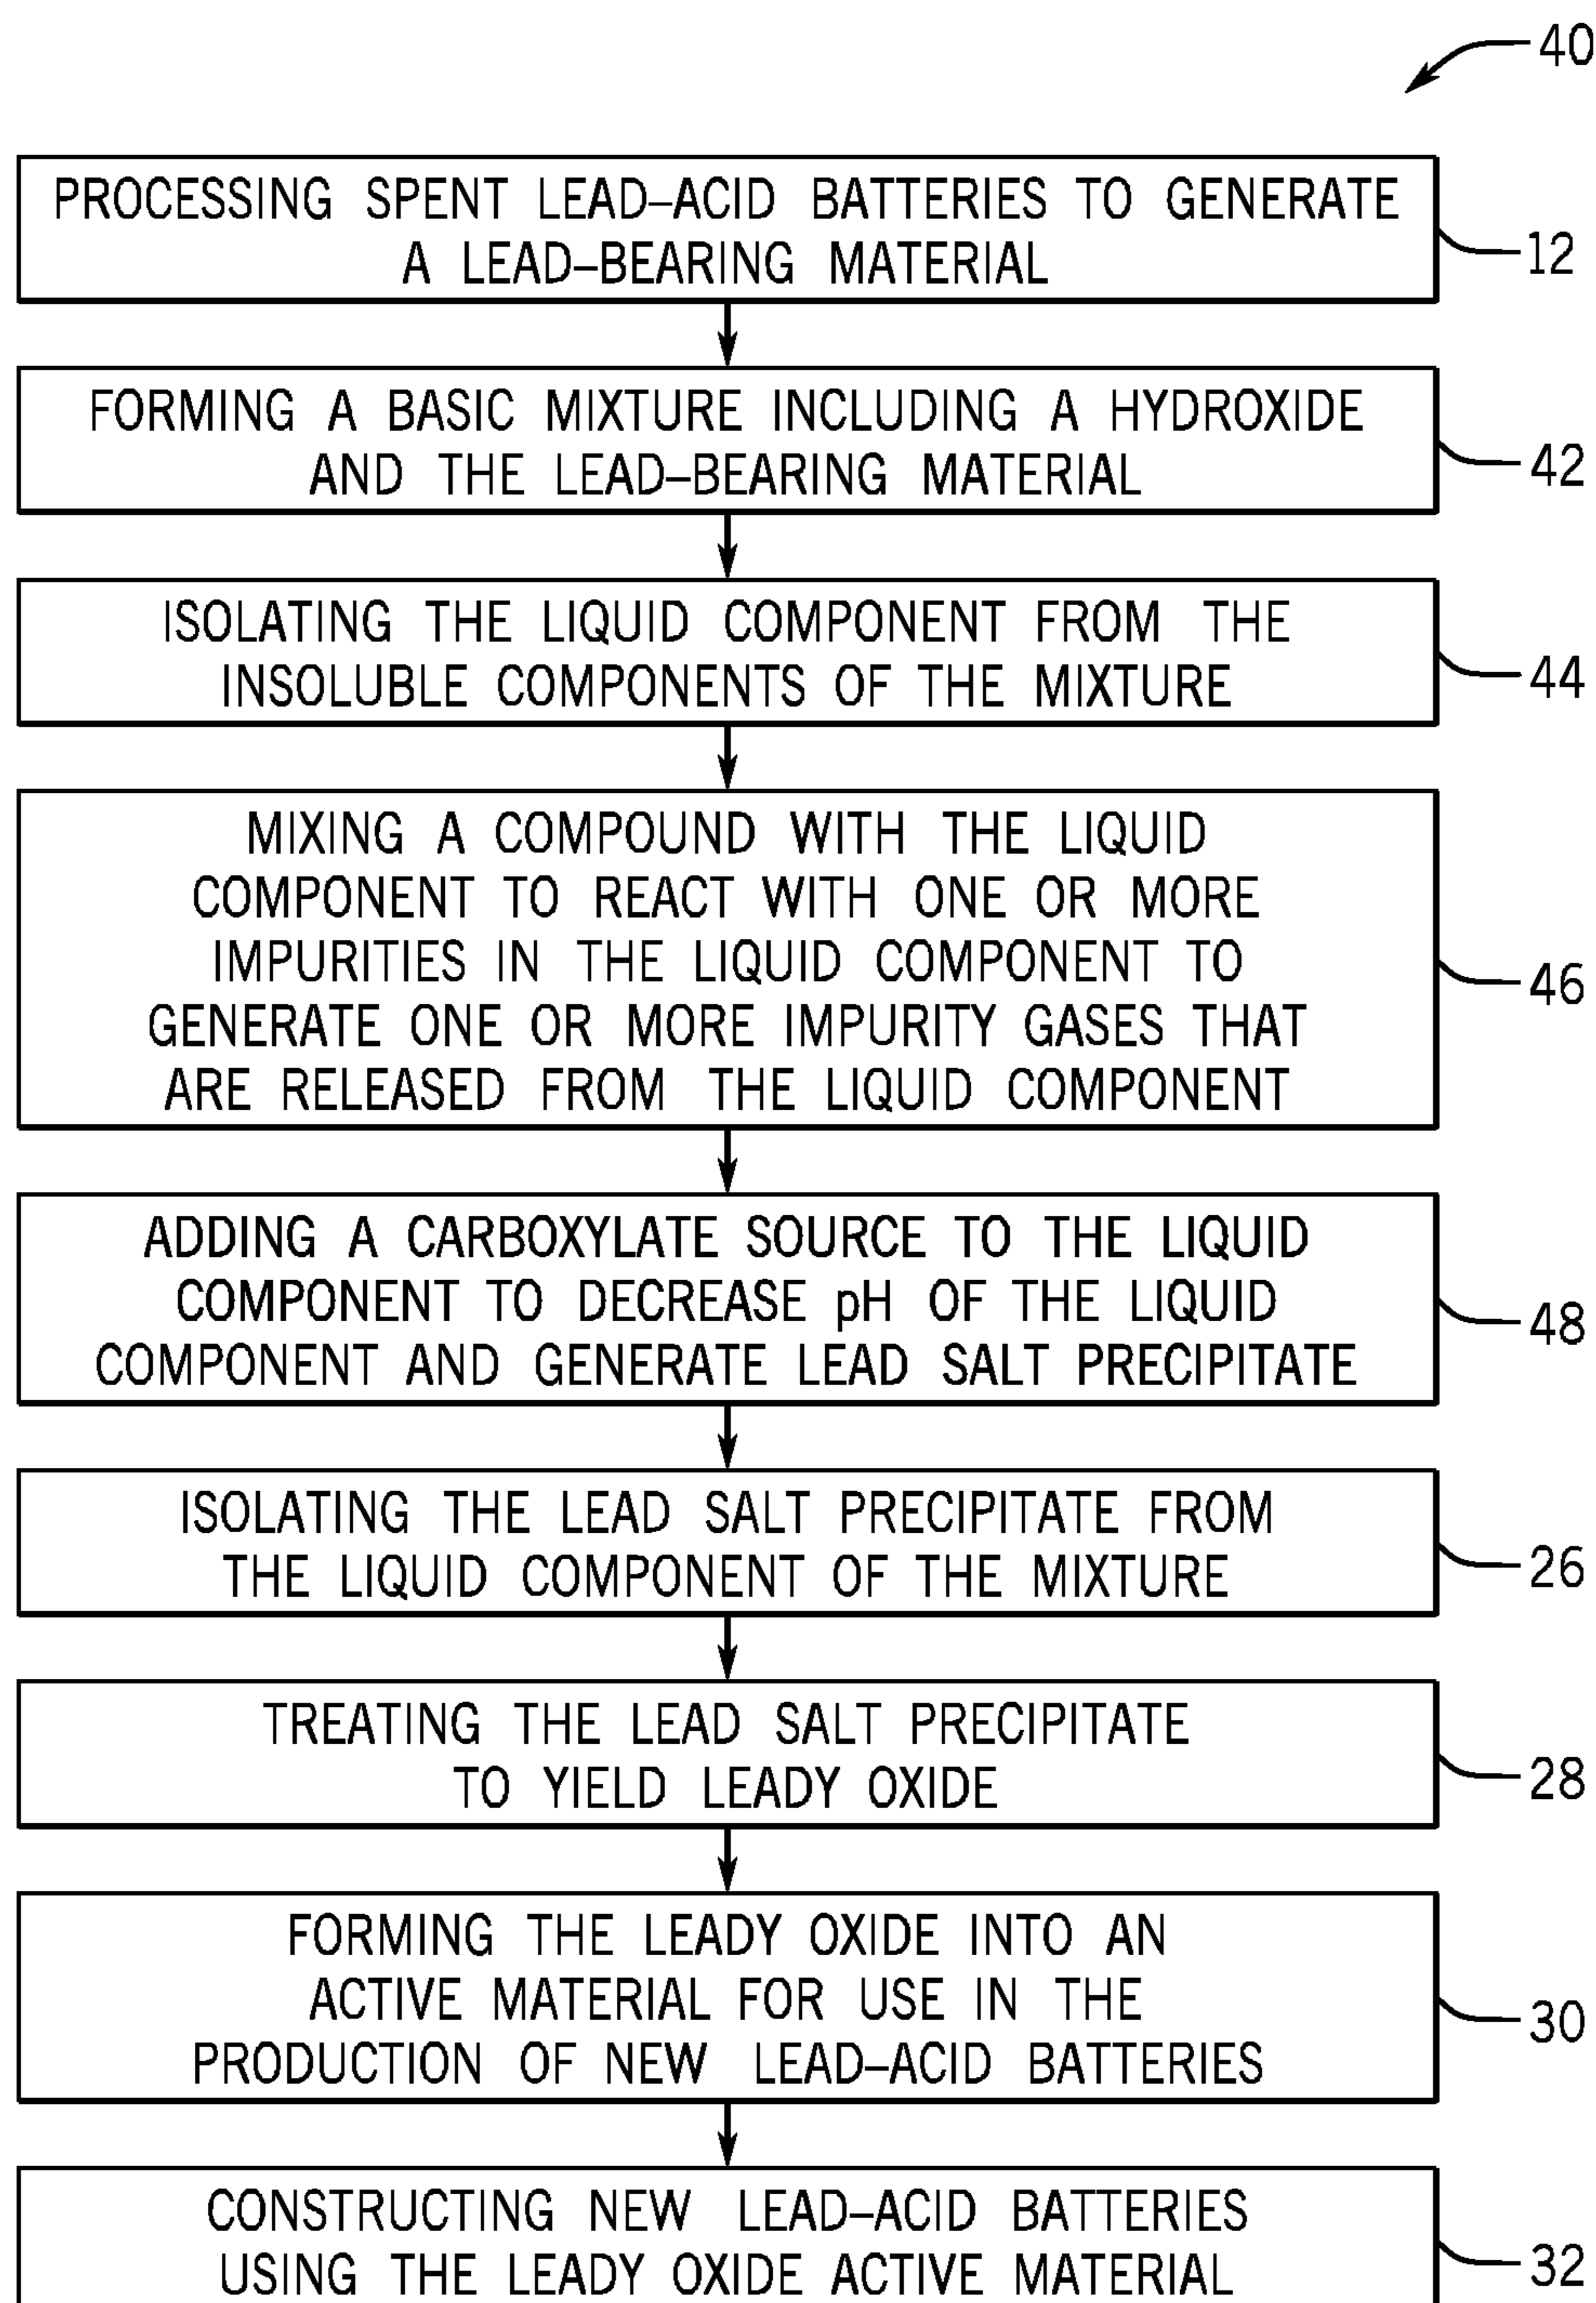 40
PROCESSING SPENT LEAD–ACID BATTERIES TO GENERATE
A LEAD–BEARING MATERIAL
12
FORMING A BASIC MIXTURE INCLUDING A HYDROXIDE
AND THE LEAD–BEARING MATERIAL
42
ISOLATING THE LIQUID COMPONENT FROM THE
INSOLUBLE COMPONENTS OF THE MIXTURE
44
MIXING A COMPOUND WITH THE LIQUID
COMPONENT TO REACT WITH ONE OR MORE
IMPURITIES IN THE LIQUID COMPONENT TO
GENERATE ONE OR MORE IMPURITY GASES THAT
ARE RELEASED FROM THE LIQUID COMPONENT
46
ADDING A CARBOXYLATE SOURCE TO THE LIQUID
COMPONENT TO DECREASE pH OF THE LIQUID
COMPONENT AND GENERATE LEAD SALT PRECIPITATE
48
ISOLATING THE LEAD SALT PRECIPITATE FROM
THE LIQUID COMPONENT OF THE MIXTURE
26
TREATING THE LEAD SALT PRECIPITATE
TO YIELD LEADY OXIDE
28
FORMING THE LEADY OXIDE INTO AN
ACTIVE MATERIAL FOR USE IN THE
PRODUCTION OF NEW LEAD–ACID BATTERIES
30
CONSTRUCTING NEW LEAD–ACID BATTERIES
USING THE LEADY OXIDE ACTIVE MATERIAL
32